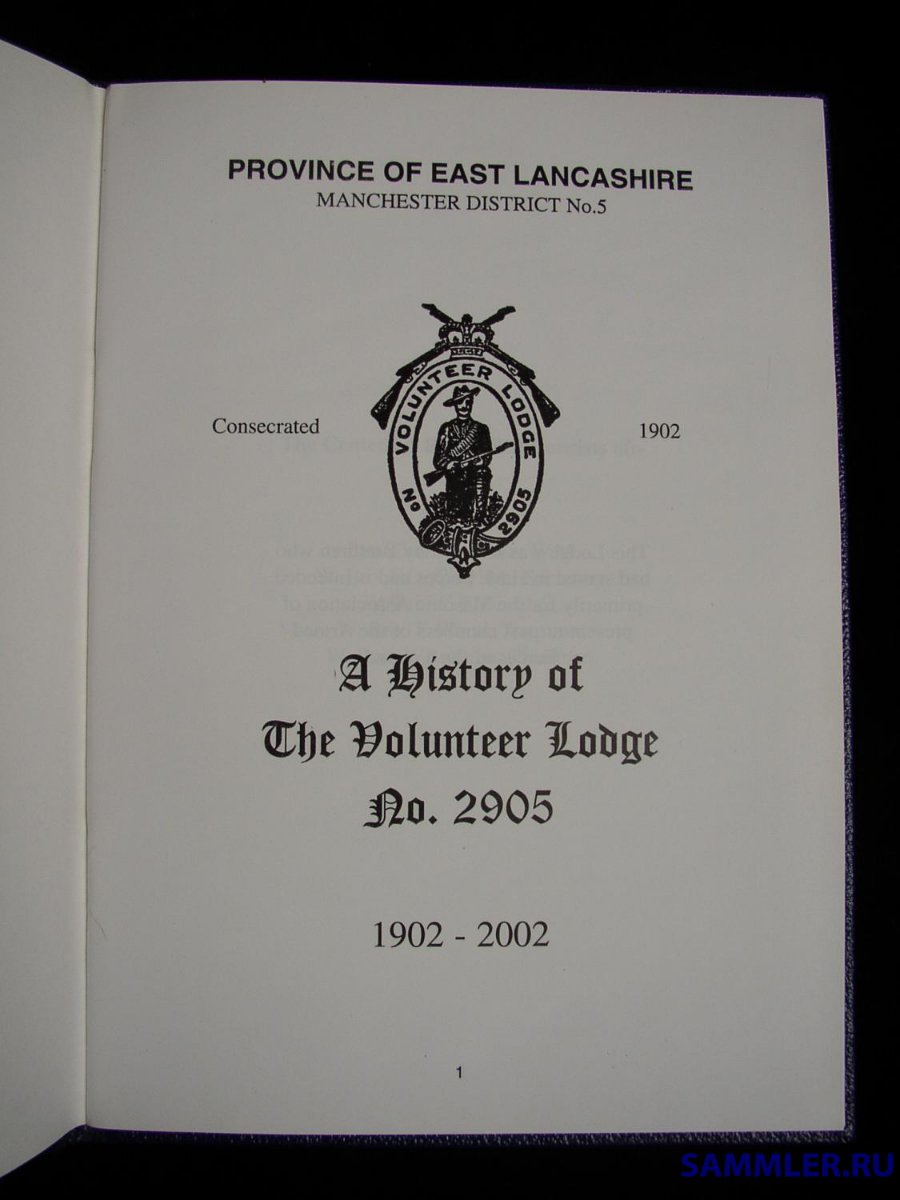 PROVINCE OF EAST LANCASHIRE
MANCHESTER DISTRICT No.5
VOLUNTEER LODGE
No 2905
Consecrated 1902
A History of
The Volunteer Lodge
No. 2905
1902 - 2002
1
SAMMLER.RU